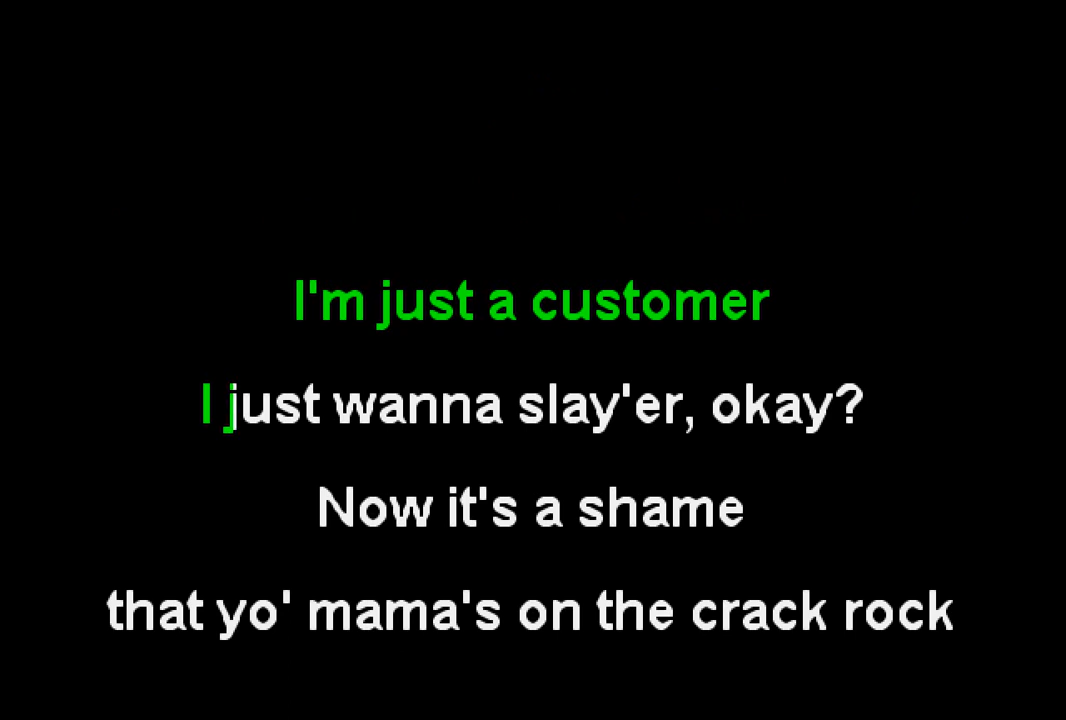 I'm just a customer
I just wanna slay'er, okay?
Now it's a shame
that yo' mama's on the crack rock